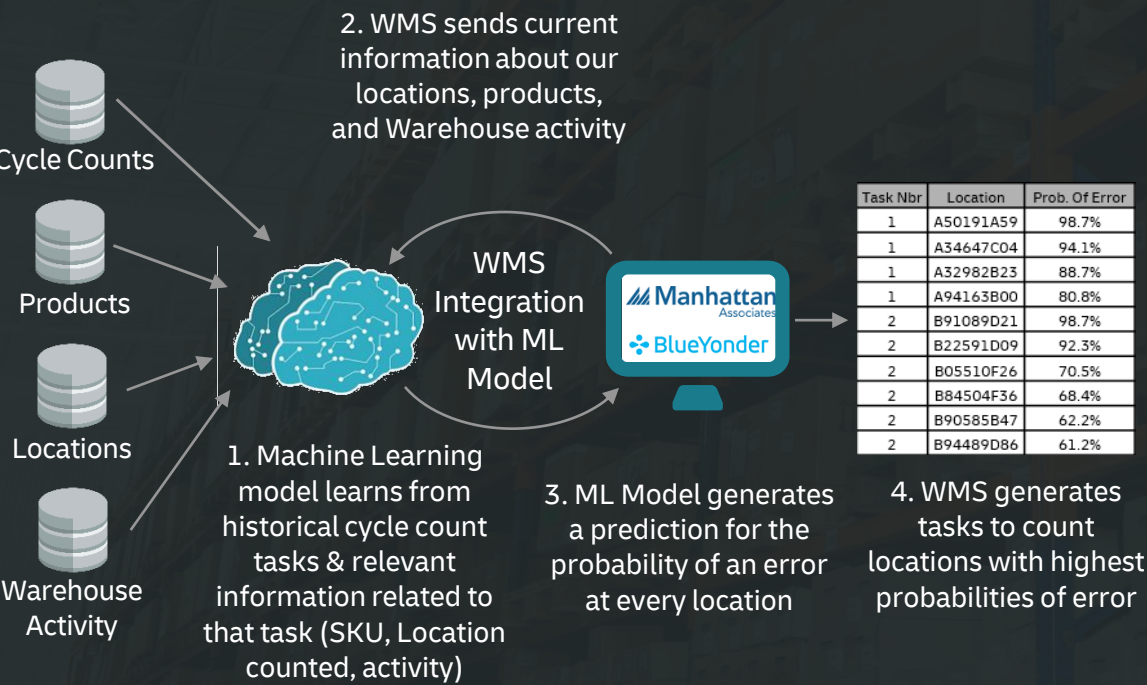 2. WMS sends current
information about our
locations, products,
and Warehouse activity
Cycle Counts
Products
Locations
Warehouse
Activity
WMS
Integration
with ML
Model
Manhattan
Associates
BlueYonder
1. Machine Learning
model learns from
historical cycle count
tasks & relevant
information related to
that task (SKU, Location
counted, activity)
3. ML Model generates
a prediction for the
probability of an error
at every location
Task Nbr Location Prob. Of Error
1 A50191A59 98.7%
1 A34647C04 94.1%
1 A32982B23 88.7%
1 A94163B00 80.8%
2 B91089D21 98.7%
2 B22591D09 92.3%
2 B05510F26 70.5%
2 B84504F36 68.4%
2 B90585B47 62.2%
2 B94489D86 61.2%
4. WMS generates
tasks to count
locations with highest
probabilities of error